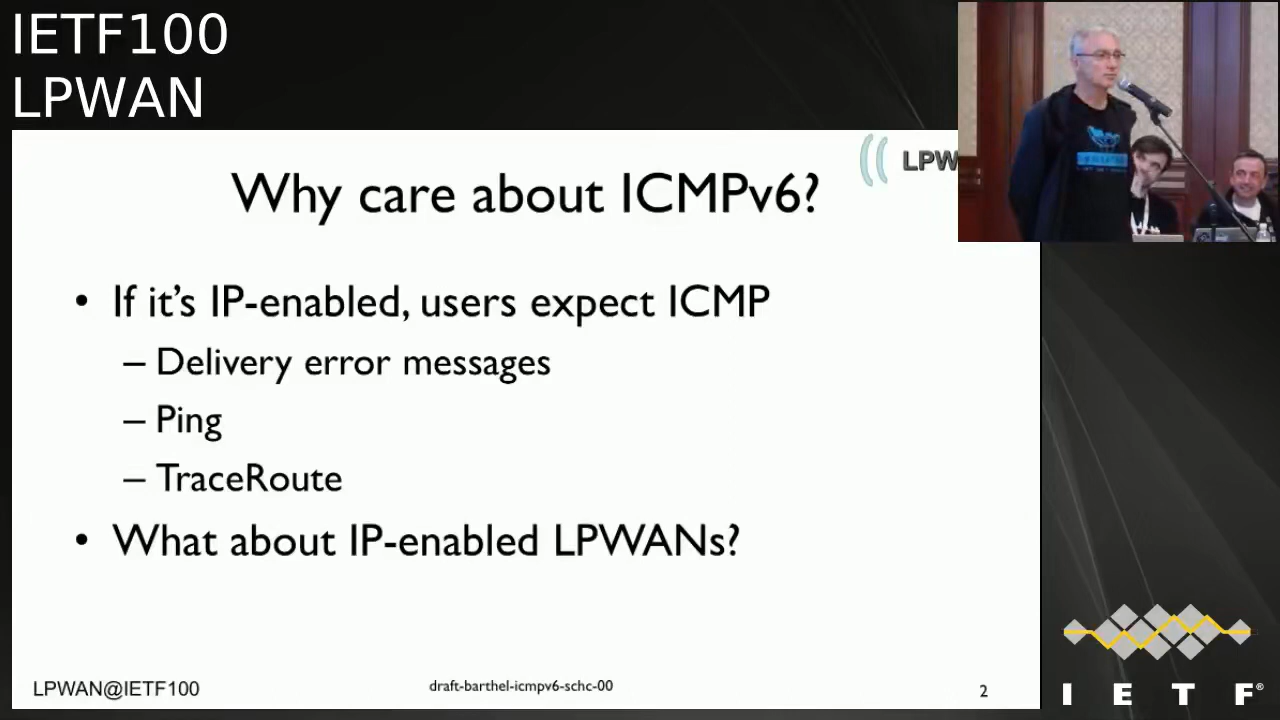 IETF100
LPWAN
LPW
Why care about ICMPv6?
• If it's IP-enabled, users expect ICMP
– Delivery error messages
– Ping
– TraceRoute
• What about IP-enabled LPWANs?
LPWAN@IETF100
draft-barthel-icmpv6-schc-00
2
I E T F®